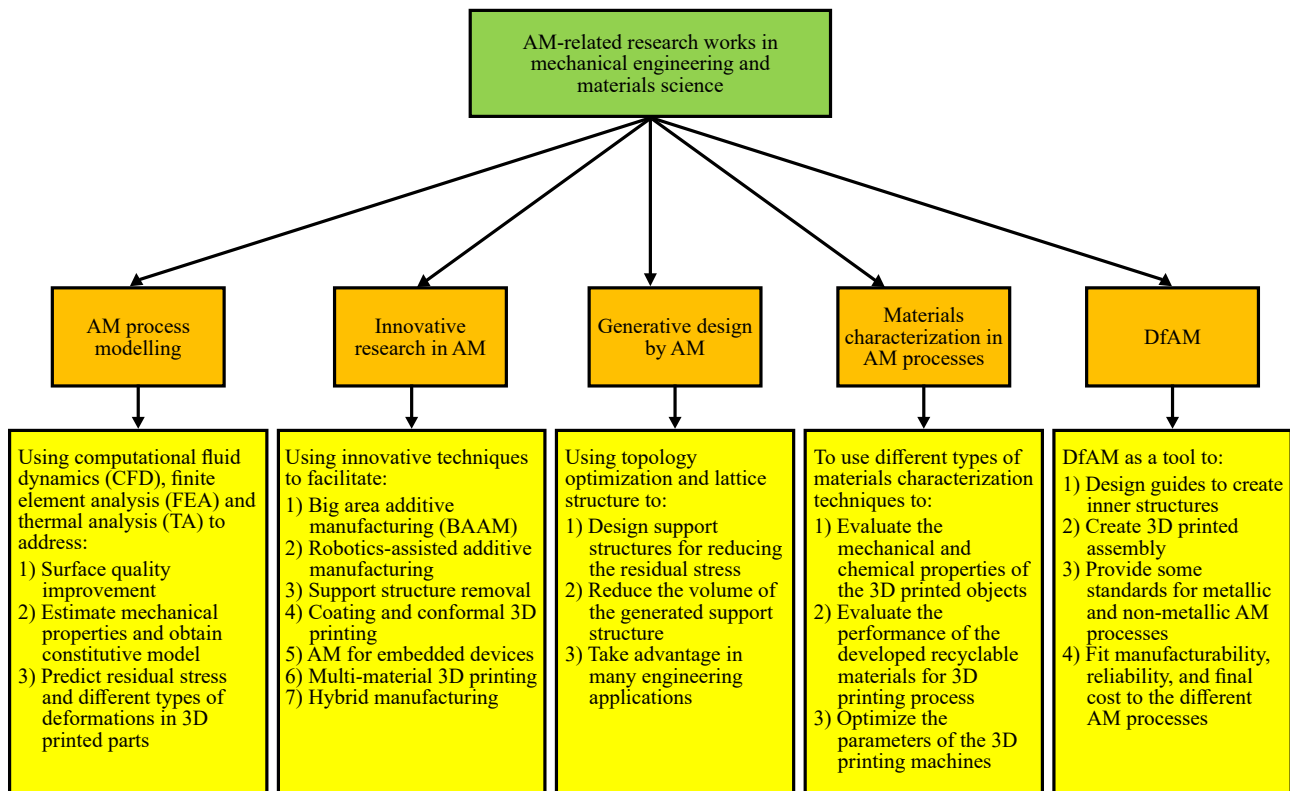 AM-related research works in
mechanical engineering and
materials science
AM process
modelling
Innovative
research in AM
Generative design
by AM
Materials
characterization in
AM processes
DfAM
Using computational fluid
dynamics (CFD), finite
element analysis (FEA) and
thermal analysis (TA) to
address:
1) Surface quality
improvement
2) Estimate mechanical
properties and obtain
constitutive model
3) Predict residual stress
and different types of
deformations in 3D
printed parts
Using innovative techniques to
facilitate:
1) Big area additive
manufacturing (BAAM)
2) Robotics-assisted additive
manufacturing
3) Support structure removal
4) Coating and conformal 3D
printing
5) AM for embedded devices
6) Multi-material 3D printing
7) Hybrid manufacturing
Using topology
optimization and lattice
structure to:
1) Design support
structures for reducing
the residual stress
2) Reduce the volume of
the generated support
structure
3) Take advantage in
many engineering
applications
To use different types of
materials characterization
techniques to:
1) Evaluate the
mechanical and
chemical properties of
the 3D printed objects
2) Evaluate the
performance of the
developed recyclable
materials for 3D
printing process
3) Optimize the
parameters of the 3D
printing machines
DfAM as a tool to:
1) Design guides to create
inner structures
2) Create 3D printed
assembly
3) Provide some
standards for metallic
and non-metallic AM
processes
4) Fit manufacturability,
reliability, and final
cost to the different
AM processes